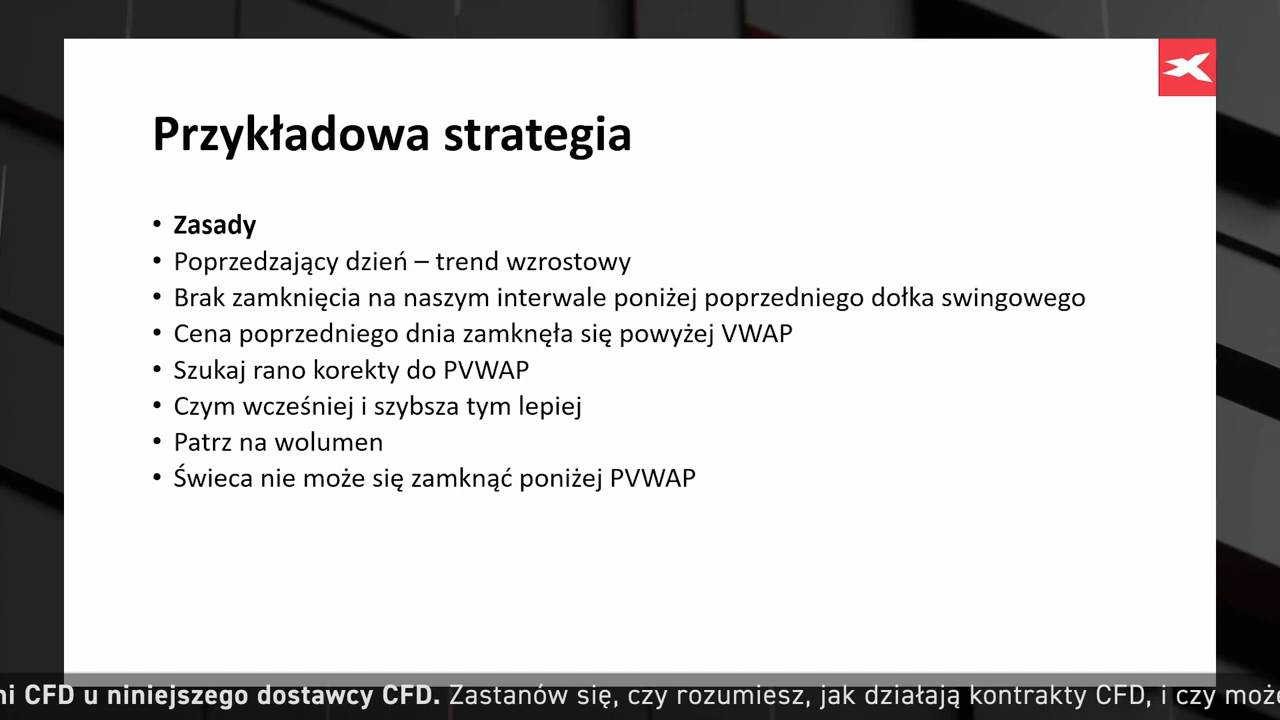 Przykładowa strategia
• Zasady
• Poprzedzający dzień – trend wzrostowy
• Brak zamknięcia na naszym interwale poniżej poprzedniego dołka swingowego
• Cena poprzedniego dnia zamknęła się powyżej VWAP
• Szukaj rano korekty do PVWAP
• Czym wcześniej i szybsza tym lepiej
• Patrz na wolumen
• Świeca nie może się zamknąć poniżej PVWAP
CFD u niniejszego dostawcy CFD. Zastanów się, czy rozumiesz, jak działają kontrakty CFD, i czy